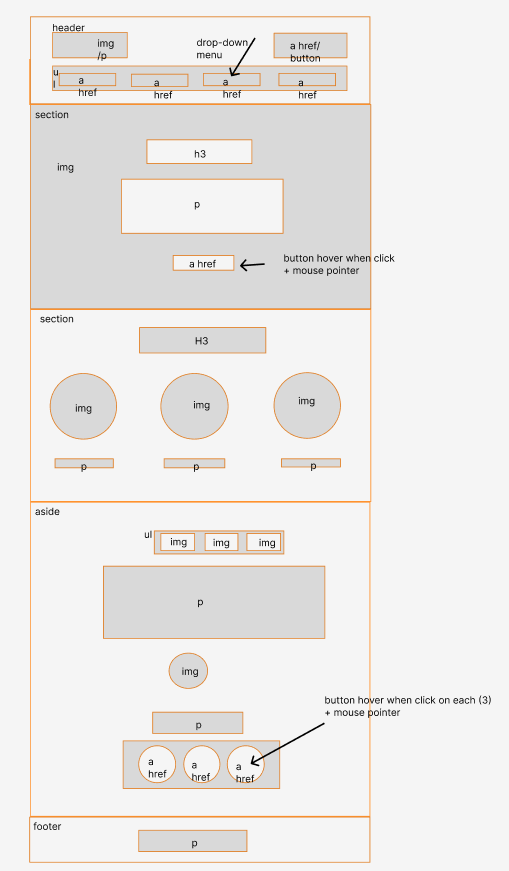 header
img
/p
drop-down
menu
a href/
button
u
l
a
href
a
href
a
href
a
href
section
img
h3
p
a href
button hover when click
+ mouse pointer
section
H3
img
img
img
p
p
p
aside
ul
img
img
img
p
img
button hover when click on each (3)
+ mouse pointer
p
a
href
a
href
a
href
footer
p